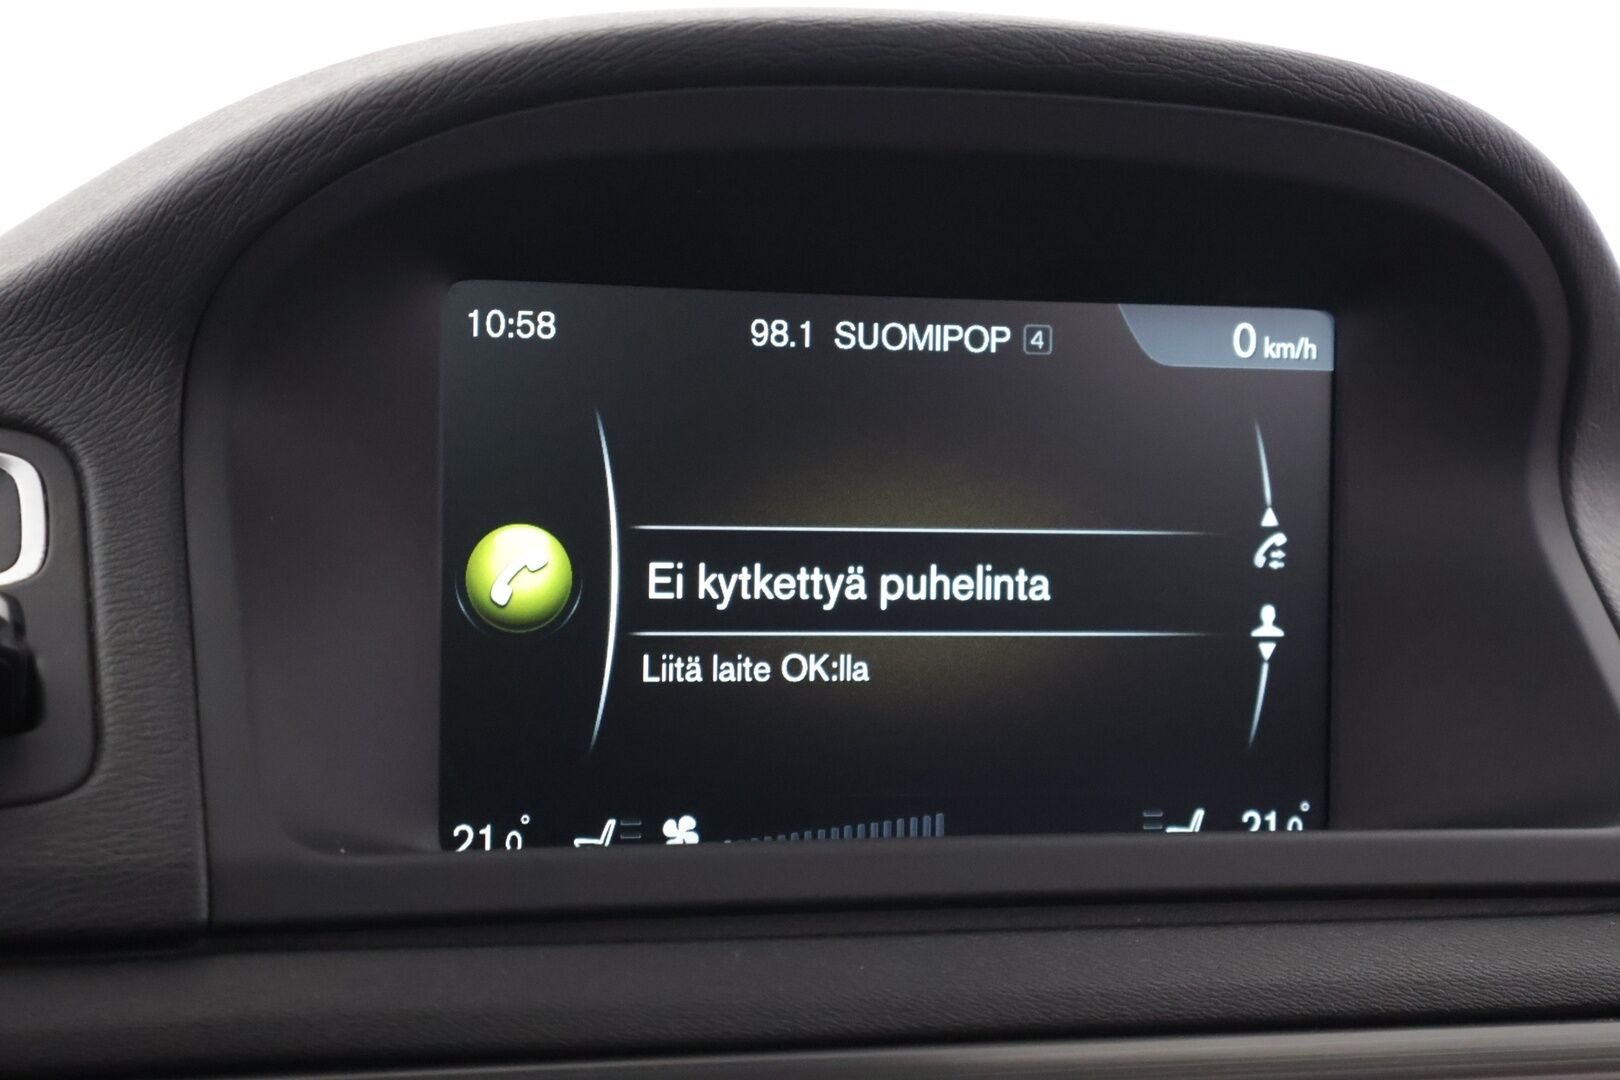 10:58 98.1 SUOMIPOP 4 0 km/h
Ei kytkettyä puhelinta
Liitä laite OK:lla
21.0° 21.0°